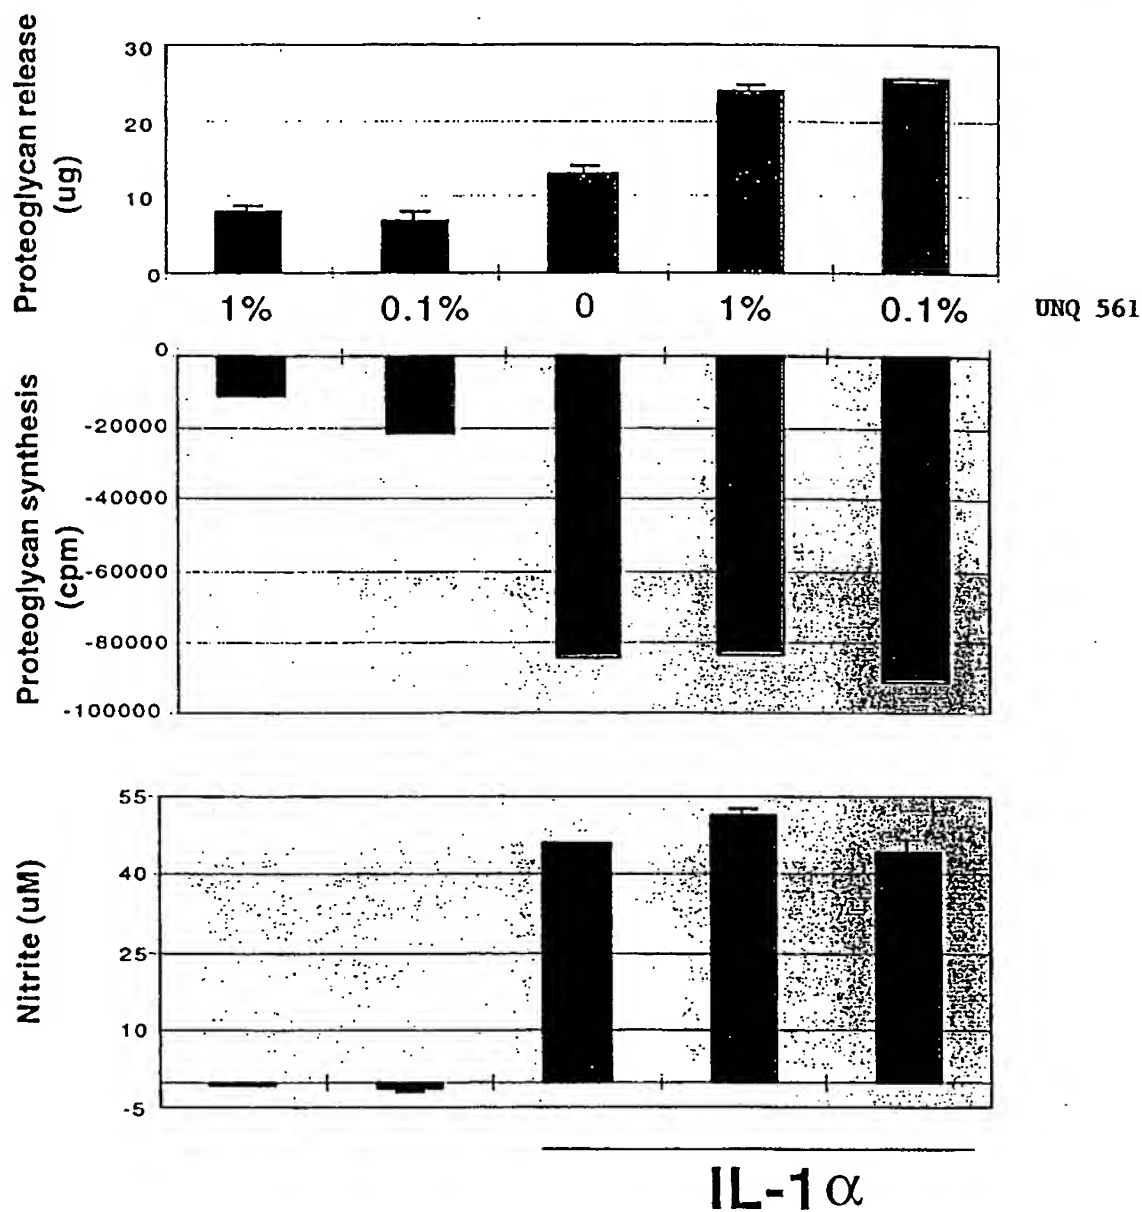 Proteoglycan release
(ug)
30
20
10
0
1% 0.1% 0 1% 0.1% UNQ 561
Proteoglycan synthesis
(cpm)
0
-20000
-40000
-60000
-80000
-100000
Nitrite (uM)
55
40
25
10
-5
IL-1α